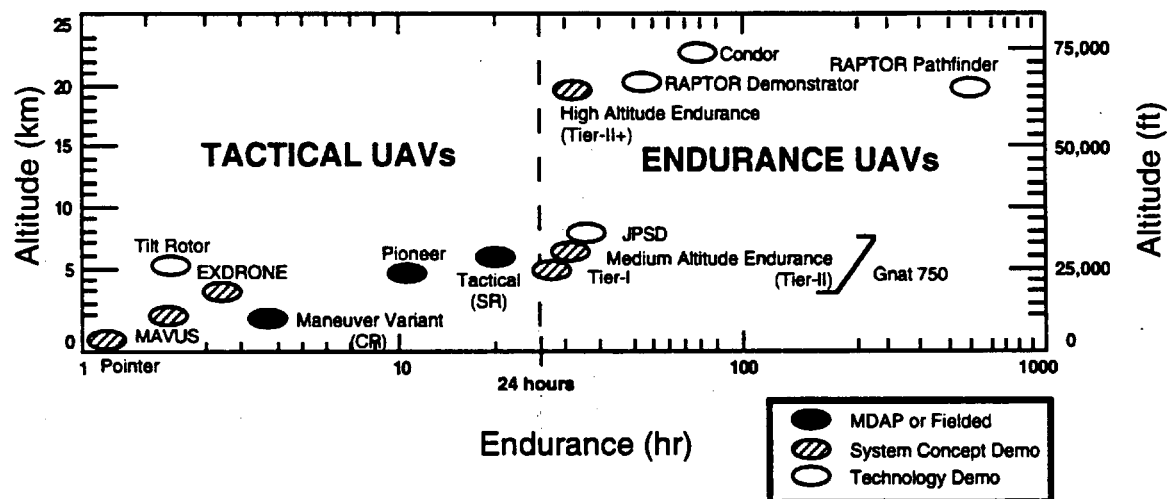 25
20
15
10
5
0
Altitude (km)
75,000
50,000
25,000
0
Altitude (ft)
Condor
RAPTOR Demonstrator
RAPTOR Pathfinder
High Altitude Endurance
(Tier-II+)
TACTICAL UAVs
ENDURANCE UAVs
Tilt Rotor
EXDRONE
MAVUS
Pointer
Pioneer
Tactical
(SR)
Maneuver Variant
(CR)
JPSD
Medium Altitude Endurance
(Tier-II)
Tier-I
Gnat 750
1
10
24 hours
100
1000
Endurance (hr)
MDAP or Fielded
System Concept Demo
Technology Demo